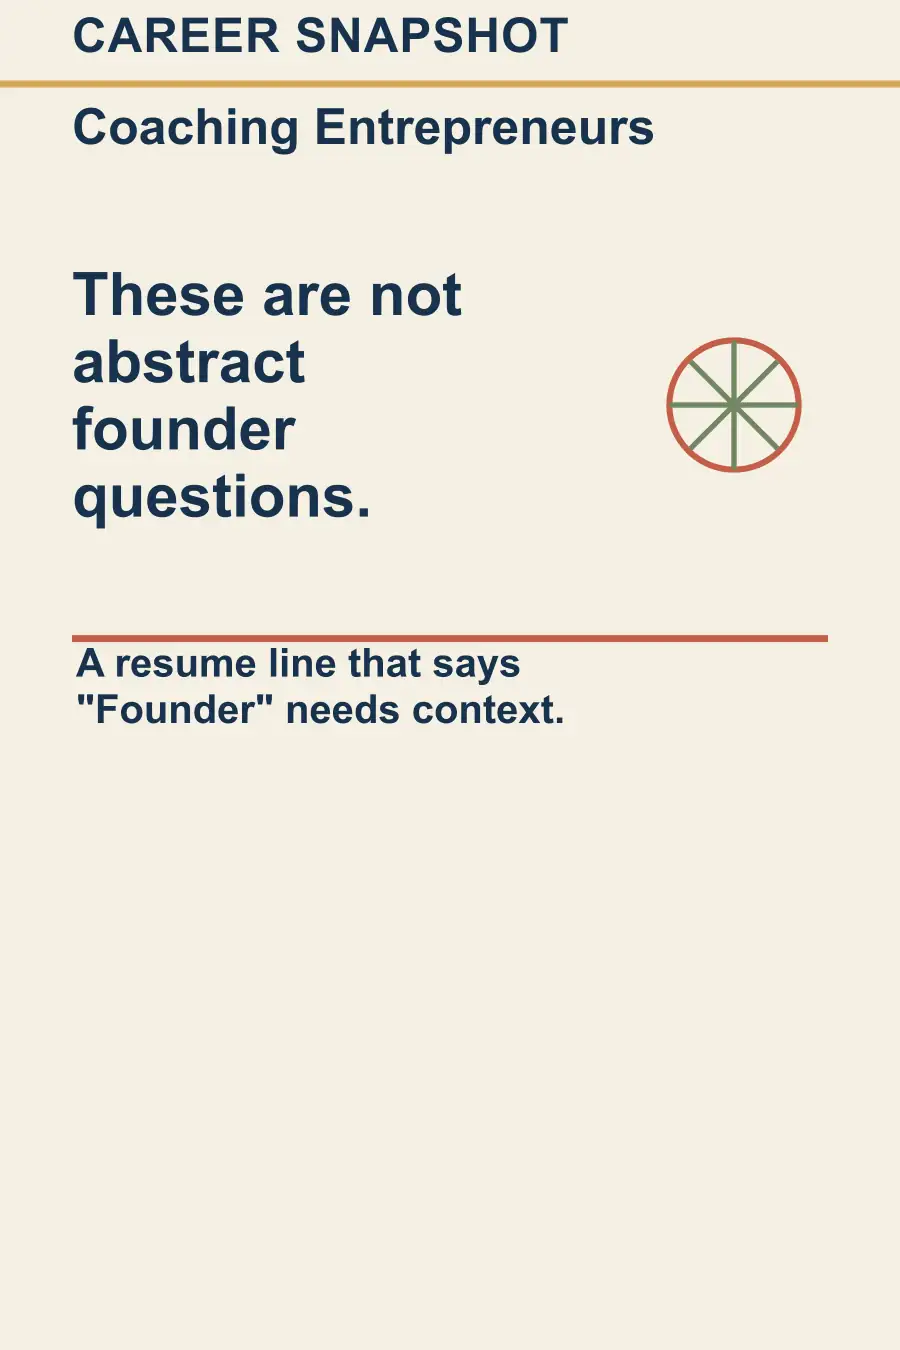 CAREER SNAPSHOT
Coaching Entrepreneurs
These are not
abstract
founder
questions.
A resume line that says
"Founder" needs context.